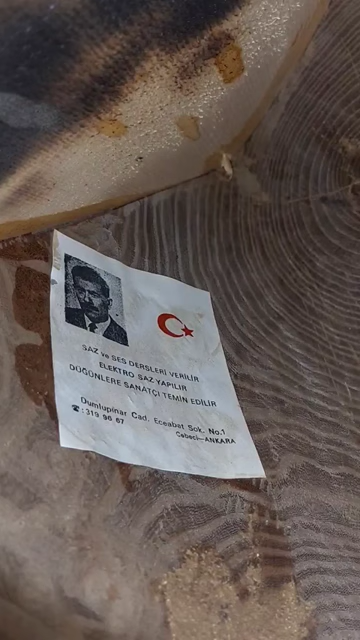 SAZ ve SES DERSLERİ VERİLİR
ELEKTRO SAZ YAPILIR
DÜĞÜNLERE SANATÇI TEMİN EDİLİR
Dumlupınar Cad. Eceabat Sok. No.1
☎: 319 96 67 Cebeci-ANKARA